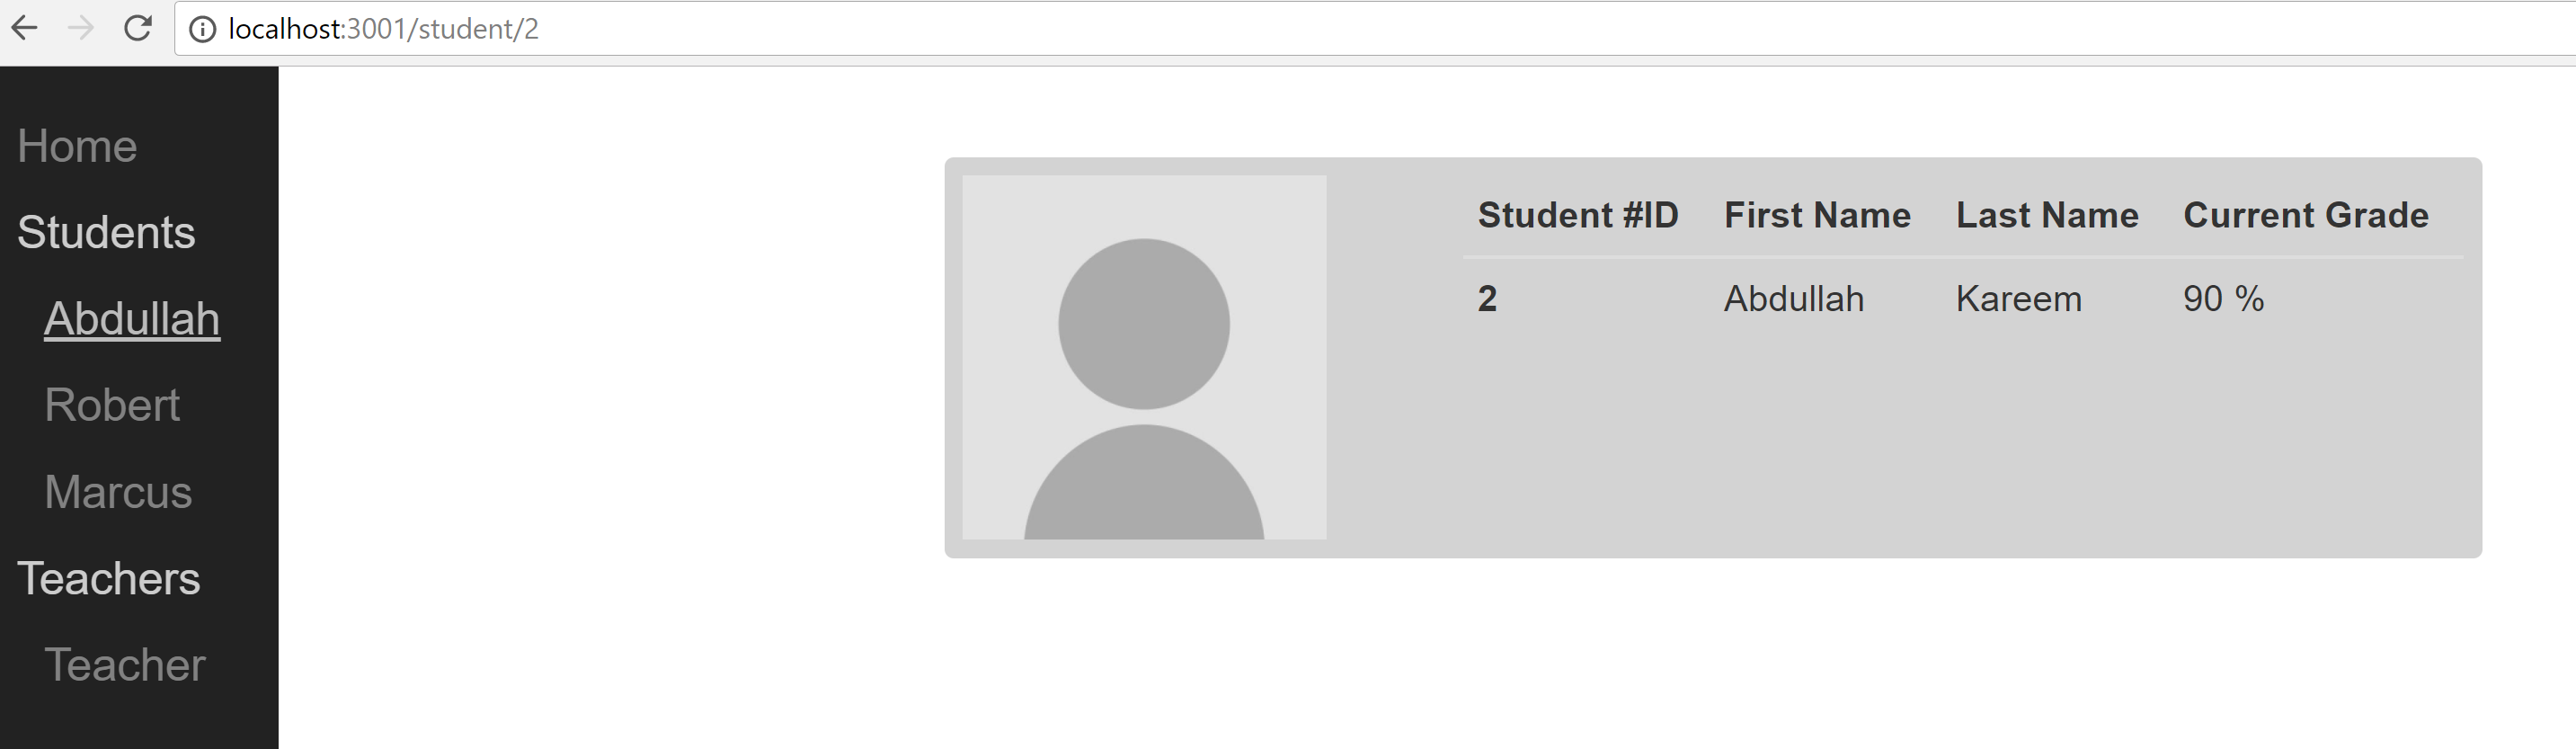 localhost:3001/student/2
Home
Students
Abdullah
Robert
Marcus
Teachers
Teacher
Student #ID First Name Last Name Current Grade
2 Abdullah Kareem 90 %